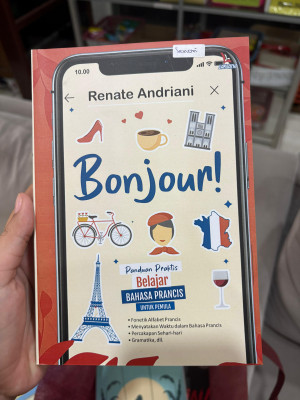 10.00
Renate Andriani
Bonjour!
Panduan Praktis
Belajar
BAHASA PRANCIS
UNTUK PEMULA
• Fonetik Alfabet Prancis
• Menyatakan Waktu dalam Bahasa Prancis
• Percakapan Sehari-hari
• Gramatika, dll.